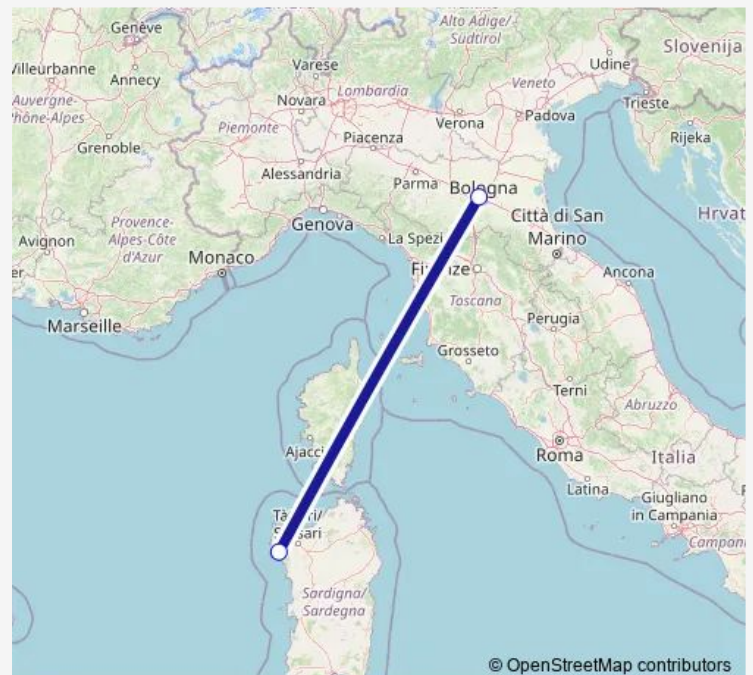 Genève
Alto Adige/
Südtirol
Slovenija
Villeurbanne
Annecy
Varese
Udine
Lombardia
Veneto
Trieste
Auvergne-
Rhône-Alpes
Novara
Verona
Padova
Grenoble
Piemonte
Piacenza
Rijeka
Alessandria
Parma
Bologna
Provence-
Alpes-Côte
d'Azur
Genova
Città di San
Marino
Hrvat
Avignon
Monaco
La Spezi
Ancona
Toscana
Marseille
Perugia
Grosseto
Terni
Abruzzo
Ajacci
Roma
Italia
Latina
Giugliano
in Campania
Campan
Sardigna/
Sardegna
© OpenStreetMap contributors